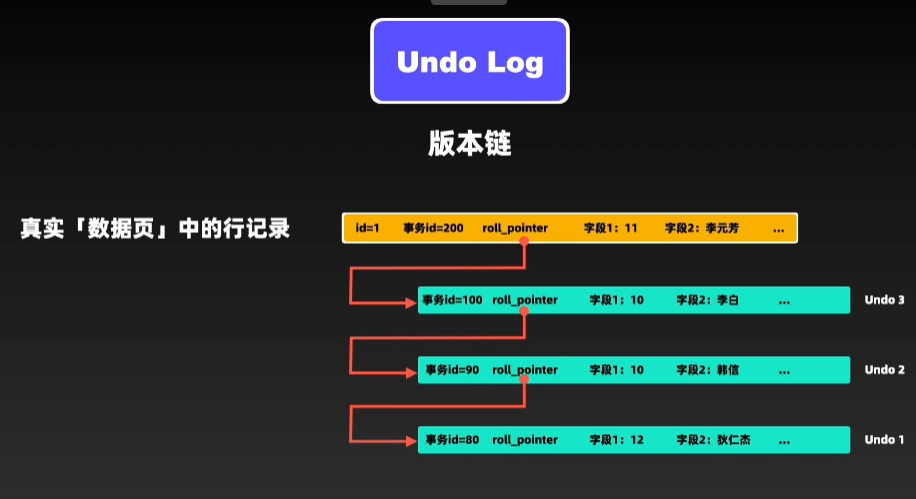 Undo Log
版本链
真实「数据页」中的行记录
id=1 事务id=200 roll_pointer 字段1：11 字段2：李元芳 ...
事务id=100 roll_pointer 字段1：10 字段2：李白 ... Undo 3
事务id=90 roll_pointer 字段1：10 字段2：韩信 ... Undo 2
事务id=80 roll_pointer 字段1：12 字段2：狄仁杰 ... Undo 1